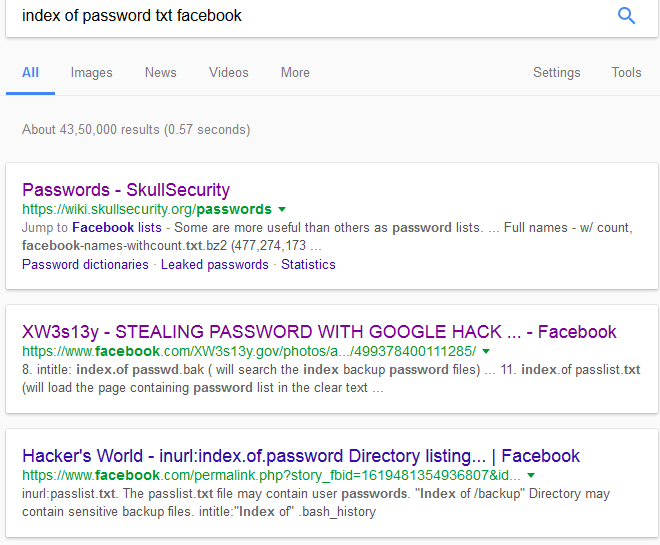 index of password txt facebook
All Images News Videos More Settings Tools
About 43,50,000 results (0.57 seconds)
Passwords - SkullSecurity
https://wiki.skullsecurity.org/passwords
Jump to Facebook lists - Some are more useful than others as password lists. ... Full names - w/ count,
facebook-names-withcount.txt.bz2 (477,274,173 ...
Password dictionaries · Leaked passwords · Statistics
XW3s13y - STEALING PASSWORD WITH GOOGLE HACK ... - Facebook
https://www.facebook.com/XW3s13y.gov/photos/a.../499378400111285/
8. intitle: index.of passwd.bak ( will search the index backup password files) ... 11. index.of passlist.txt
(will load the page containing password list in the clear text ...
Hacker's World - inurl:index.of.password Directory listing... | Facebook
https://www.facebook.com/permalink.php?story_fbid=1619481354936807&id...
inurl:passlist.txt. The passlist.txt file may contain user passwords. "Index of /backup" Directory may
contain sensitive backup files. intitle:"Index of" .bash_history